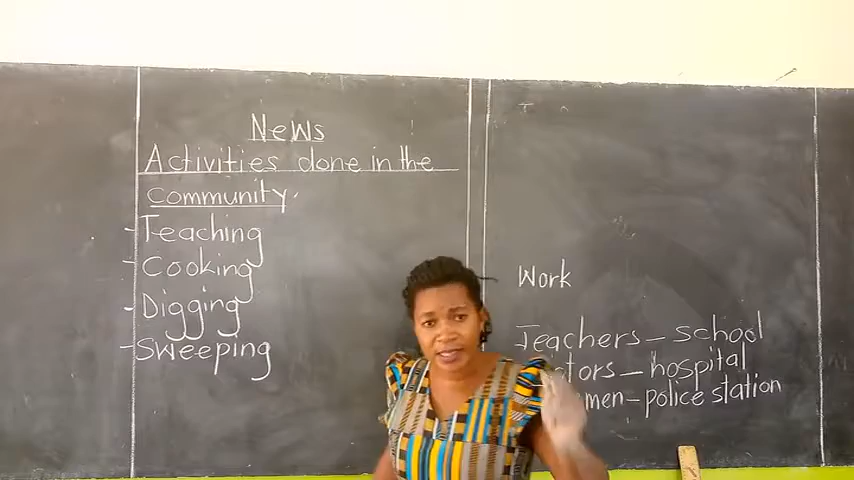 News
Activities done in the
community.
- Teaching
- Cooking
- Digging
- Sweeping
Work
Teachers - school
hospital
police station